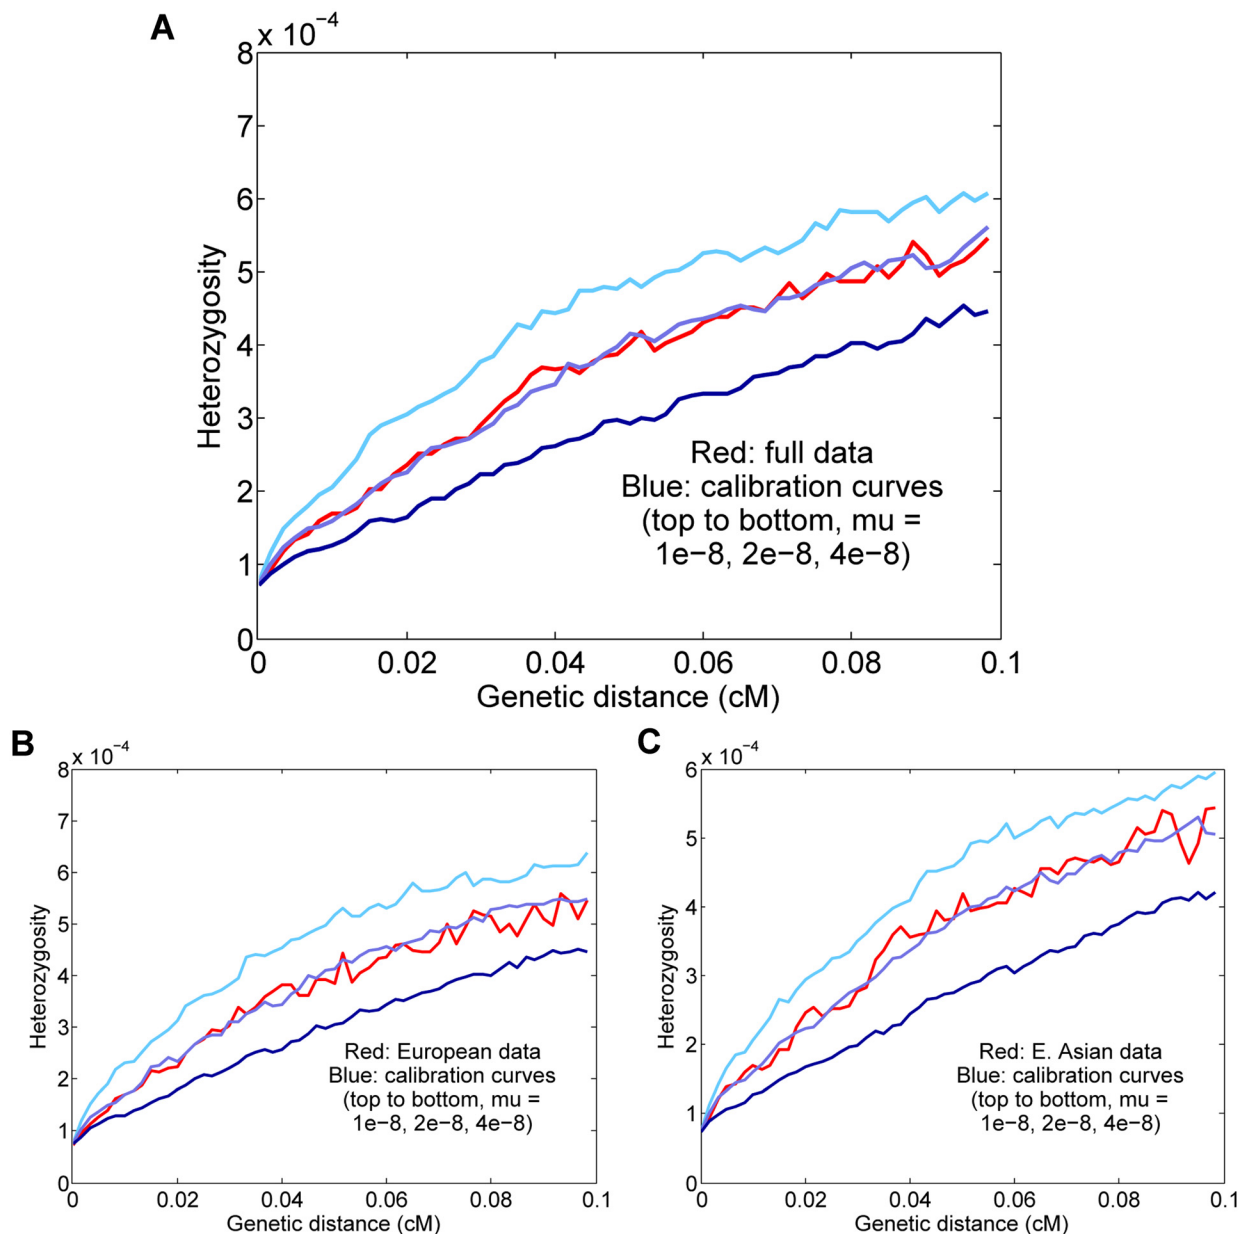 A
x 10−4
8
7
6
5
4
3
2
1
0
Heterozygosity
Red: full data
Blue: calibration curves
(top to bottom, mu =
1e−8, 2e−8, 4e−8)
0 0.02 0.04 0.06 0.08 0.1
Genetic distance (cM)
B
x 10−4
8
7
6
5
4
3
2
1
0
Heterozygosity
Red: European data
Blue: calibration curves
(top to bottom, mu =
1e−8, 2e−8, 4e−8)
0 0.02 0.04 0.06 0.08 0.1
Genetic distance (cM)
C
x 10−4
6
5
4
3
2
1
0
Heterozygosity
Red: E. Asian data
Blue: calibration curves
(top to bottom, mu =
1e−8, 2e−8, 4e−8)
0 0.02 0.04 0.06 0.08 0.1
Genetic distance (cM)